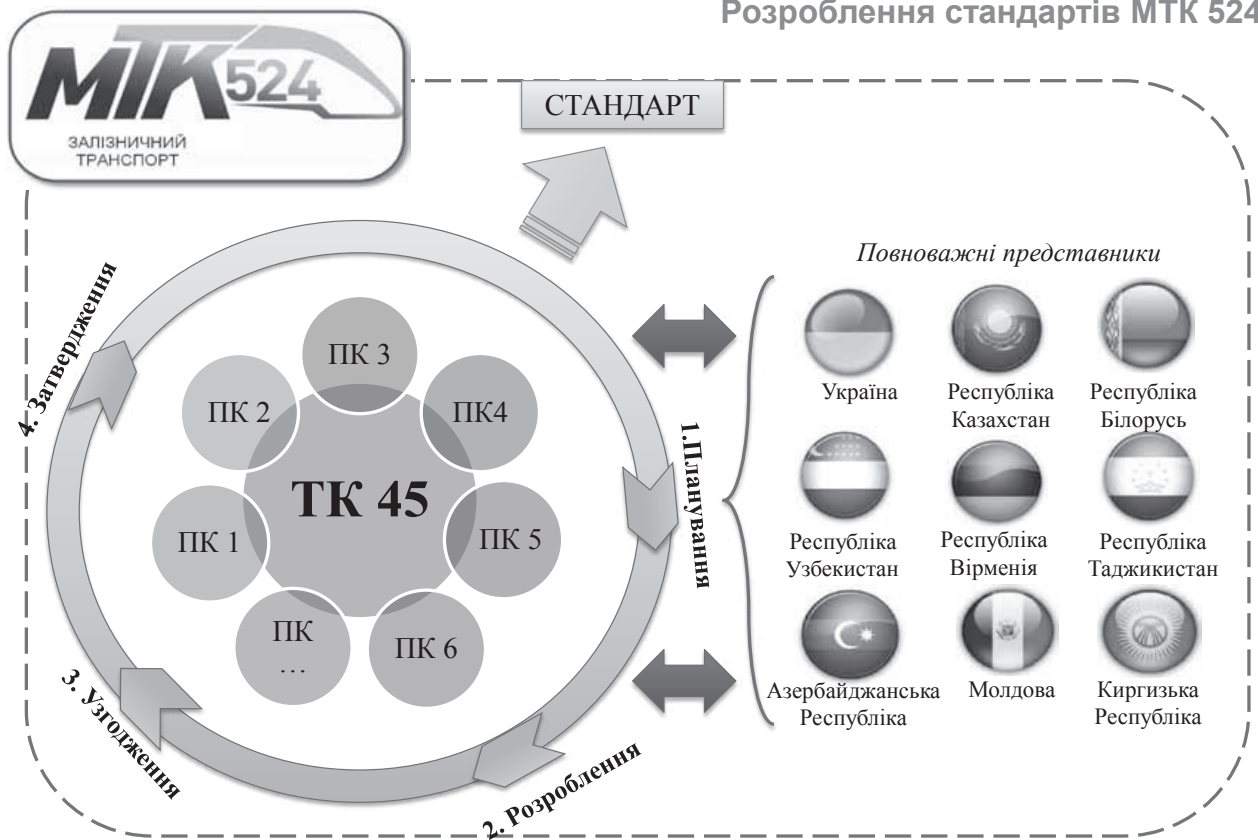 Розроблення стандартів МТК 524
МТК 524
ЗАЛІЗНИЧНИЙ
ТРАНСПОРТ
СТАНДАРТ
4. Затвердження
ПК 3
ПК 2
ПК4
ТК 45
ПК 1
ПК 5
ПК
…
ПК 6
1.Планування
3. Узгодження
2. Розроблення
Повноважні представники
Україна
Республіка
Казахстан
Республіка
Білорусь
Республіка
Узбекистан
Республіка
Вірменія
Республіка
Таджикистан
Азербайджанська
Республіка
Молдова
Киргизька
Республіка